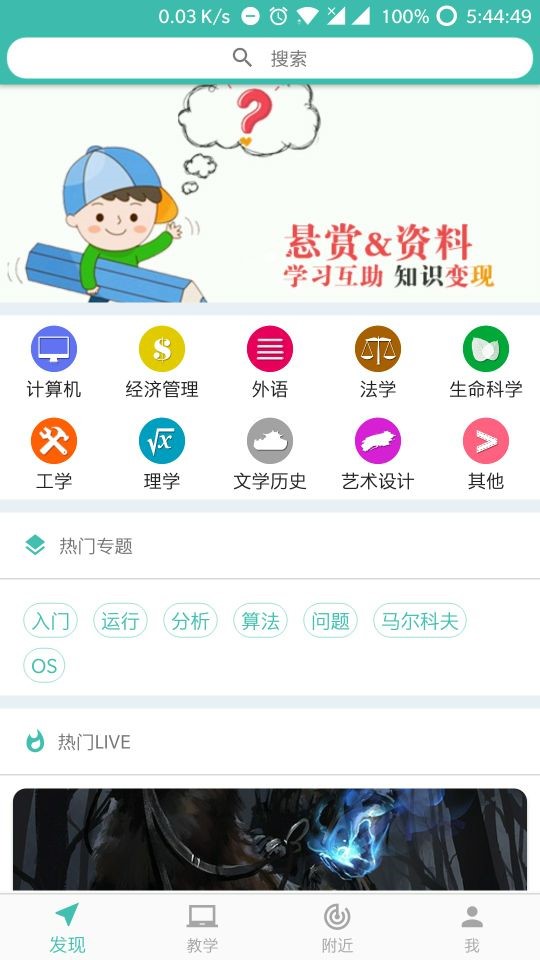 0.03 K/s 100% 5:44:49
搜索
?
悬赏&资料
学习互助 知识变现
$
√x
计算机 经济管理 外语 法学 生命科学
工学 理学 文学历史 艺术设计 其他
热门专题
入门 运行 分析 算法 问题 马尔科夫
OS
热门LIVE
发现 教学 附近 我